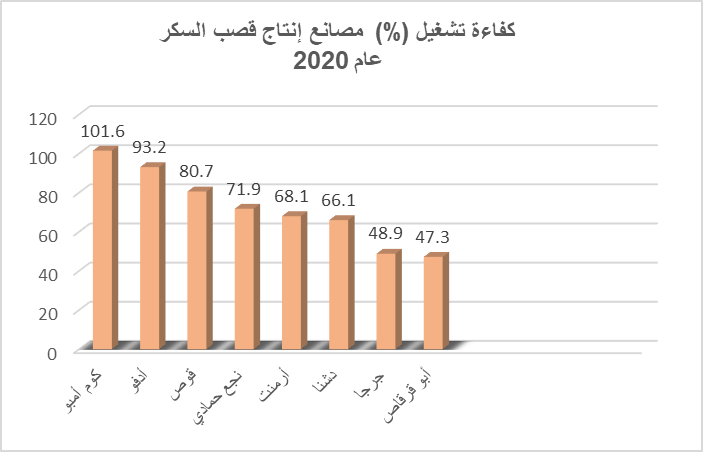 كفاءة تشغيل (%) مصانع إنتاج قصب السكر
عام 2020
120
100
80
60
40
20
0
101.6
93.2
80.7
71.9
68.1
66.1
48.9
47.3
كوم أمبو
أدفو
قوص
نجع حمادي
أرمنت
دشنا
جرجا
أبو قرقاص